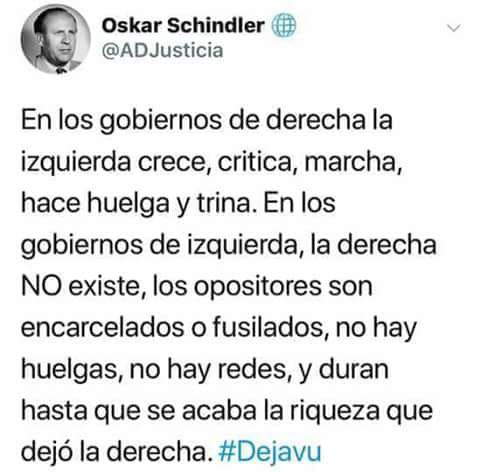 Oskar Schindler
@ADJusticia
En los gobiernos de derecha la
izquierda crece, critica, marcha,
hace huelga y trina. En los
gobiernos de izquierda, la derecha
NO existe, los opositores son
encarcelados o fusilados, no hay
huelgas, no hay redes, y duran
hasta que se acaba la riqueza que
dejó la derecha. #Dejavu